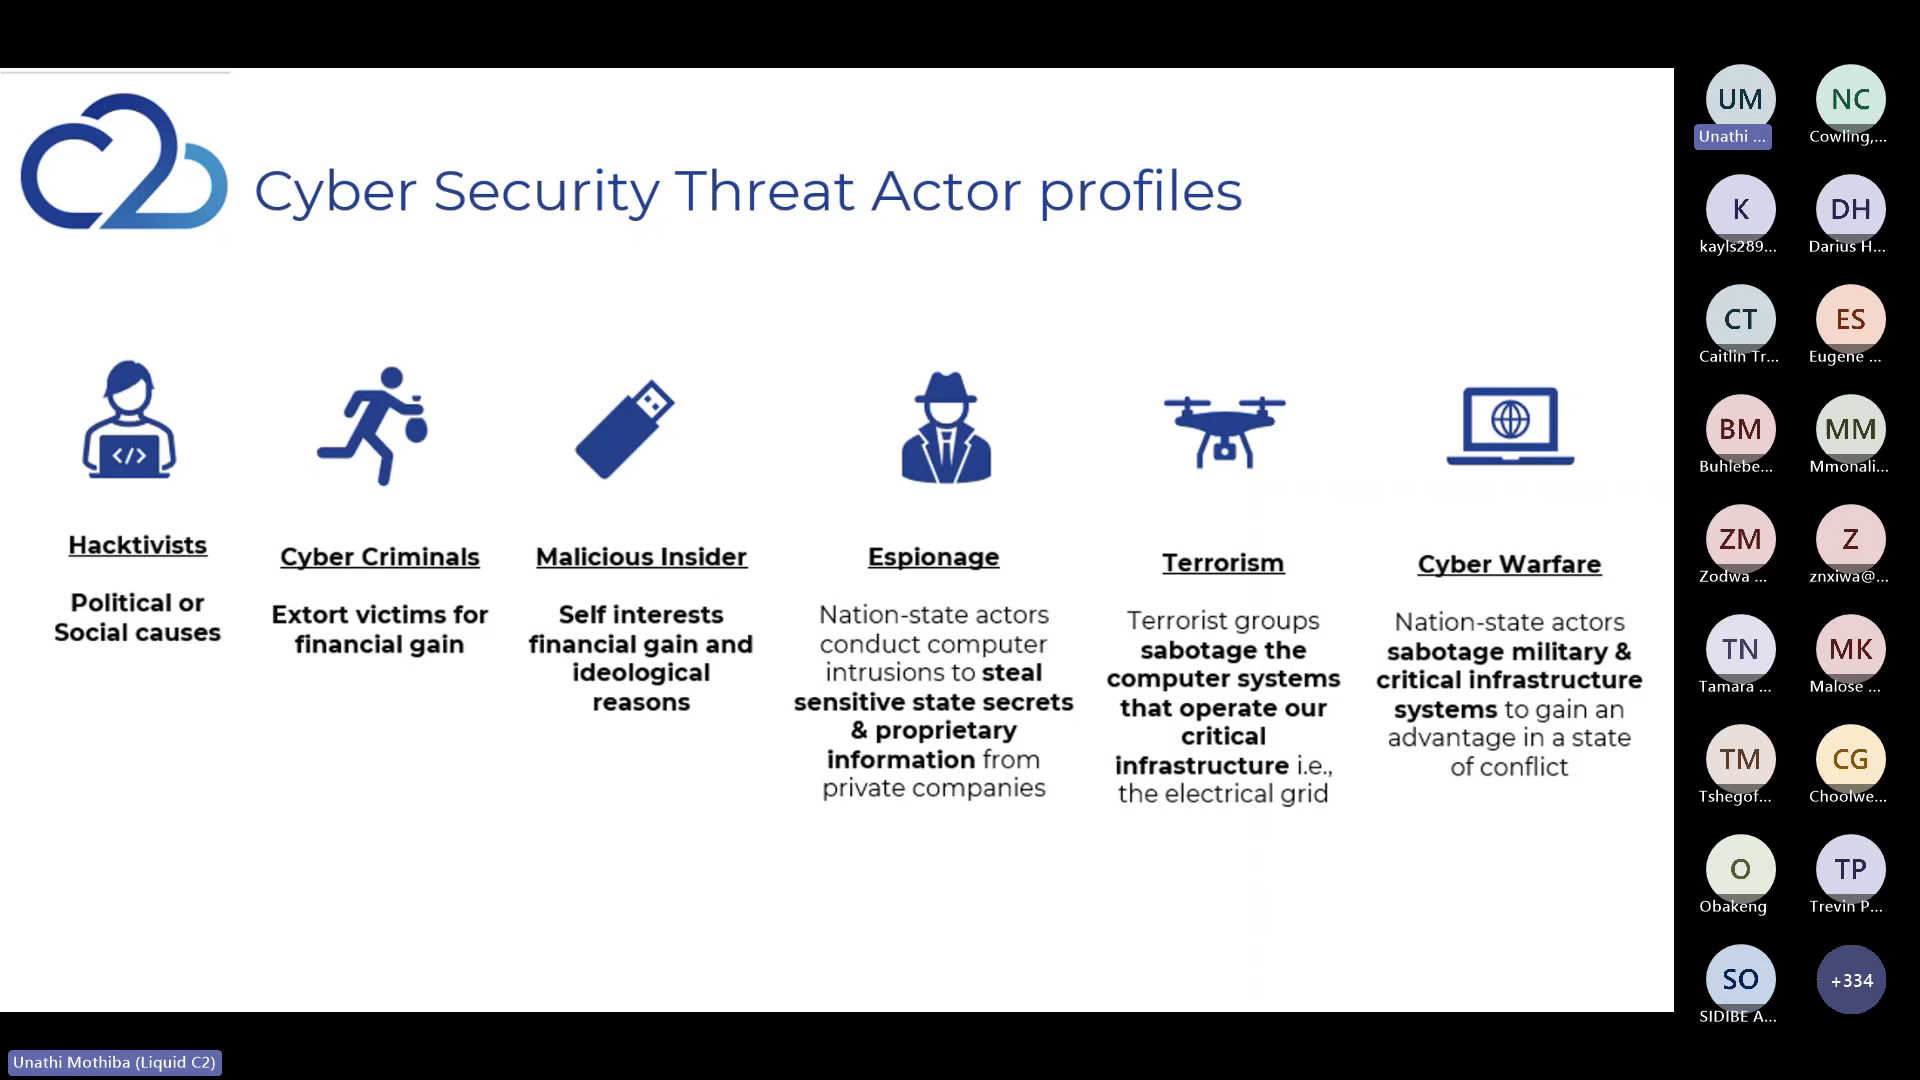 C2
Cyber Security Threat Actor profiles
</>
Hacktivists
Political or
Social causes
Cyber Criminals
Extort victims for
financial gain
Malicious Insider
Self interests
financial gain and
ideological
reasons
Espionage
Nation-state actors
conduct computer
intrusions to steal
sensitive state secrets
& proprietary
information from
private companies
Terrorism
Terrorist groups
sabotage the
computer systems
that operate our
critical
infrastructure i.e.,
the electrical grid
Cyber Warfare
Nation-state actors
sabotage military &
critical infrastructure
systems to gain an
advantage in a state
of conflict
UM
Unathi ...
NC
Cowling,...
K
kayls289...
DH
Darius H...
CT
Caitlin Tr...
ES
Eugene ...
BM
Buhlebe...
MM
Mmonali...
ZM
Zodwa ...
Z
znxiwa@...
TN
Tamara ...
MK
Malose ...
TM
Tshegof...
CG
Choolwe...
O
Obakeng
TP
Trevin P...
SO
SIDIBE A...
+334
Unathi Mothiba (Liquid C2)